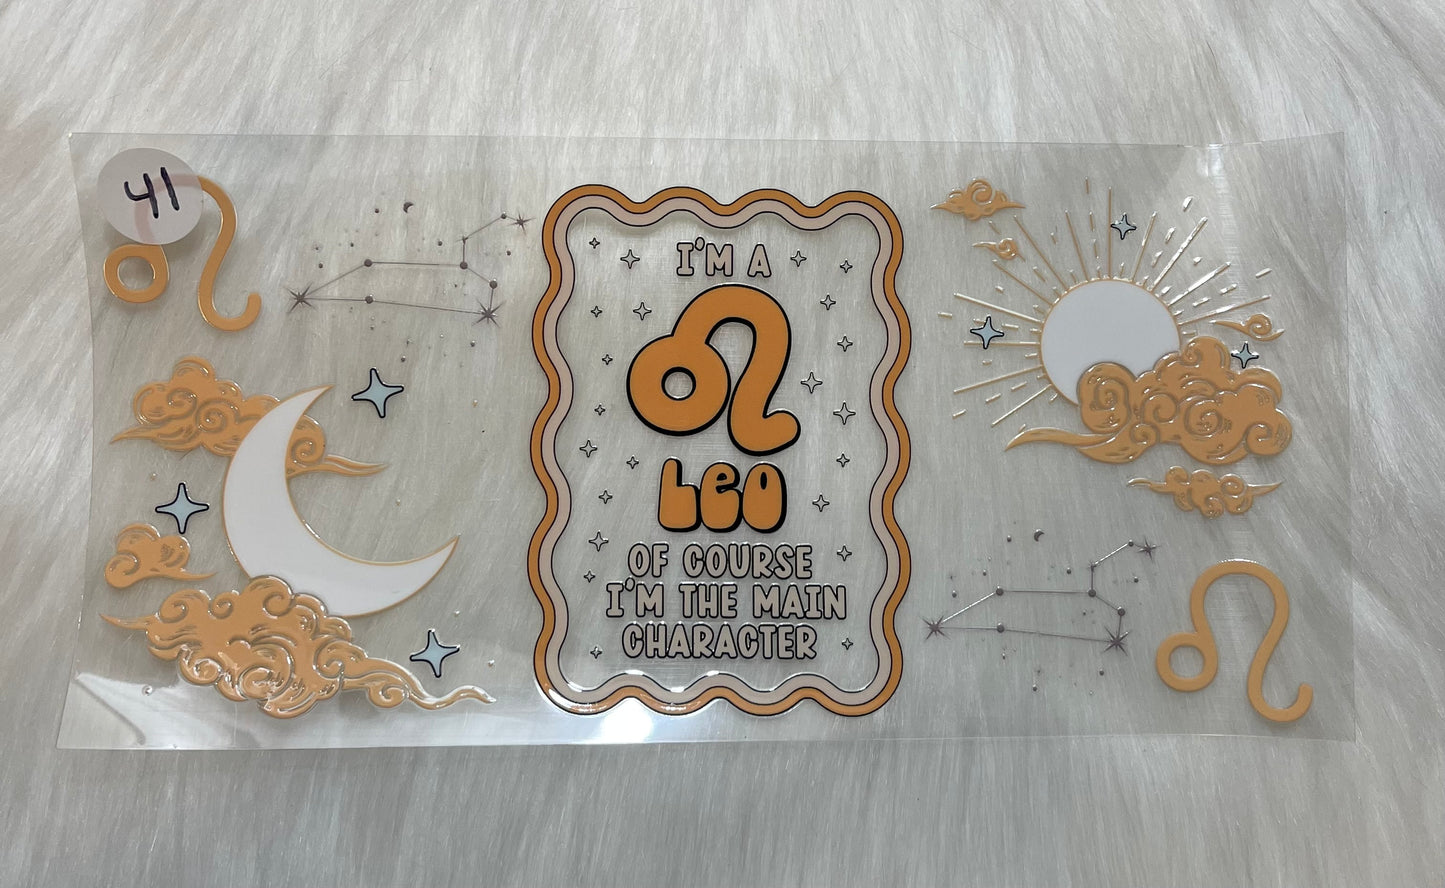 41
I'M A
LEO
OF COURSE
I'M THE MAIN
CHARACTER